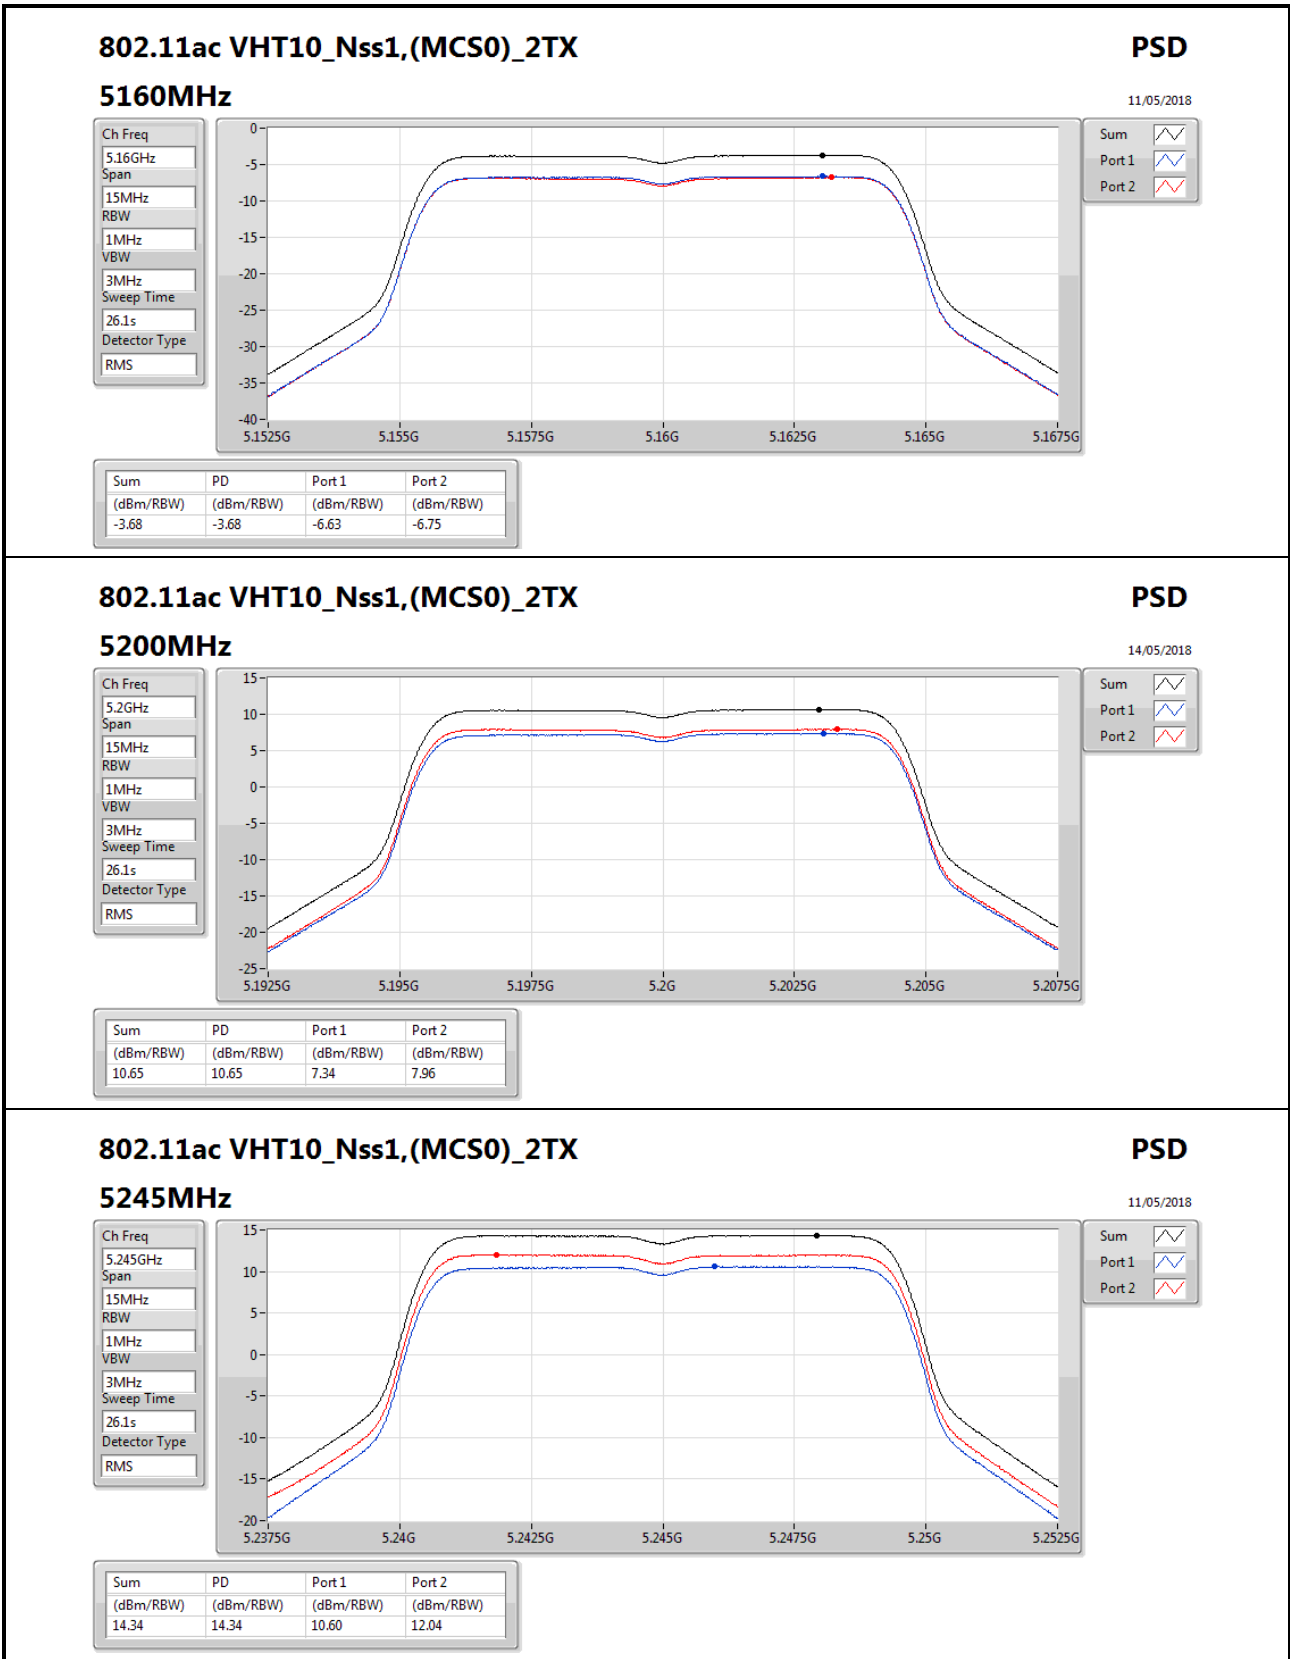 802.11ac VHT10_Nss1,(MCS0)_2TX PSD
5160MHz 11/05/2018
Ch Freq
5.16GHz
Span
15MHz
RBW
1MHz
VBW
3MHz
Sweep Time
26.1s
Detector Type
RMS
0
-5
-10
-15
-20
-25
-30
-35
-40
5.1525G 5.155G 5.1575G 5.16G 5.1625G 5.165G 5.1675G
Sum
Port 1
Port 2
Sum PD Port 1 Port 2
(dBm/RBW) (dBm/RBW) (dBm/RBW) (dBm/RBW)
-3.68 -3.68 -6.63 -6.75
802.11ac VHT10_Nss1,(MCS0)_2TX PSD
5200MHz 14/05/2018
Ch Freq
5.2GHz
Span
15MHz
RBW
1MHz
VBW
3MHz
Sweep Time
26.1s
Detector Type
RMS
15
10
5
0
-5
-10
-15
-20
-25
5.1925G 5.195G 5.1975G 5.2G 5.2025G 5.205G 5.2075G
Sum
Port 1
Port 2
Sum PD Port 1 Port 2
(dBm/RBW) (dBm/RBW) (dBm/RBW) (dBm/RBW)
10.65 10.65 7.34 7.96
802.11ac VHT10_Nss1,(MCS0)_2TX PSD
5245MHz 11/05/2018
Ch Freq
5.245GHz
Span
15MHz
RBW
1MHz
VBW
3MHz
Sweep Time
26.1s
Detector Type
RMS
15
10
5
0
-5
-10
-15
-20
5.2375G 5.24G 5.2425G 5.245G 5.2475G 5.25G 5.2525G
Sum
Port 1
Port 2
Sum PD Port 1 Port 2
(dBm/RBW) (dBm/RBW) (dBm/RBW) (dBm/RBW)
14.34 14.34 10.60 12.04